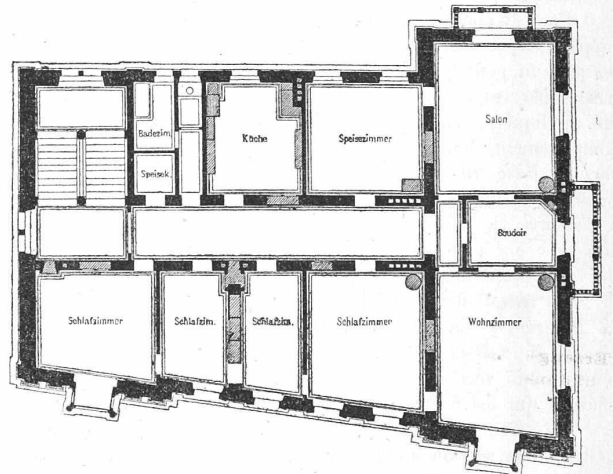 Salon
Badezim.
Küche
Speisezimmer
Speisek.
Boudoir
Schlafzimmer
Schlafzim.
Schlafzim.
Schlafzimmer
Wohnzimmer